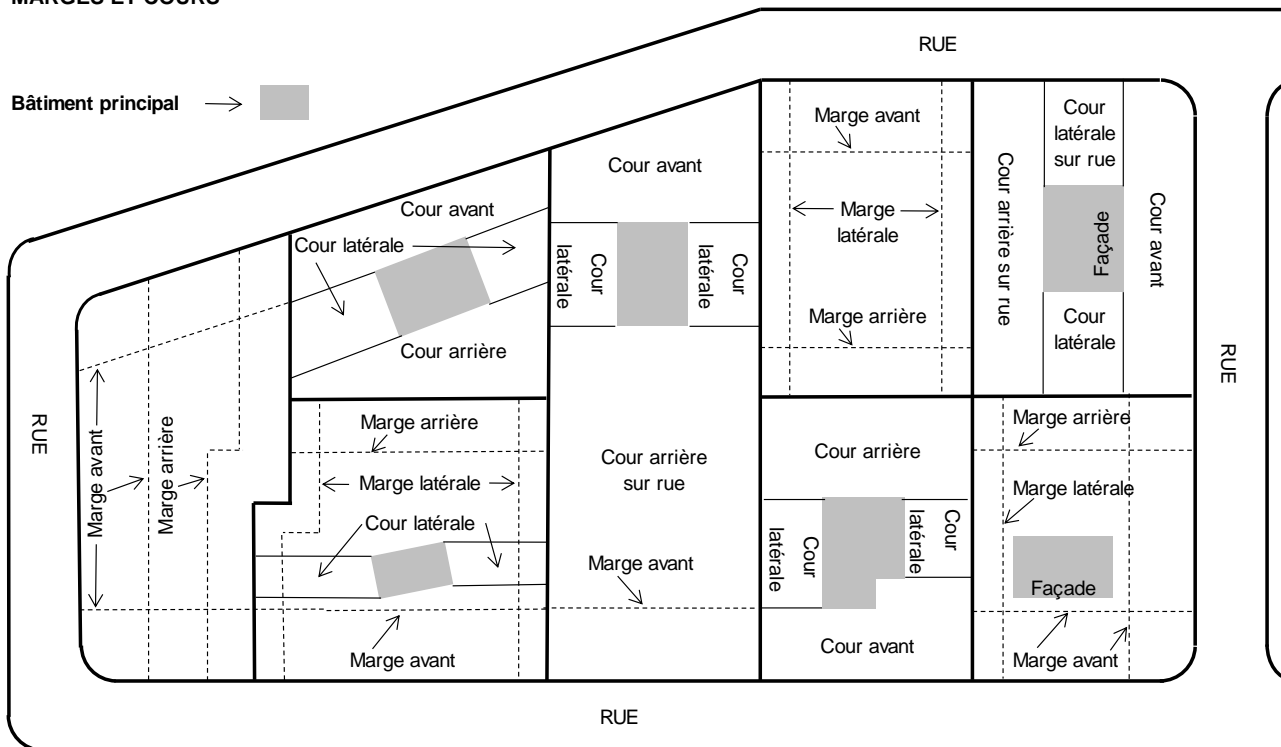 MARGES ET COURS
RUE
Bâtiment principal
Marge avant
Cour
latérale
sur rue
Cour avant
Cour avant
Cour arrière sur rue
Cour avant
Marge
latérale
Façade
Cour latérale
Cour
latérale
Cour
latérale
Marge arrière
Cour
latérale
Cour arrière
RUE
RUE
Marge avant
Marge arrière
Marge arrière
Marge arrière
Cour arrière
sur rue
Cour arrière
Marge latérale
Marge latérale
Cour latérale
Cour
latérale
Cour
latérale
Marge avant
Façade
Marge avant
Cour avant
Marge avant
RUE